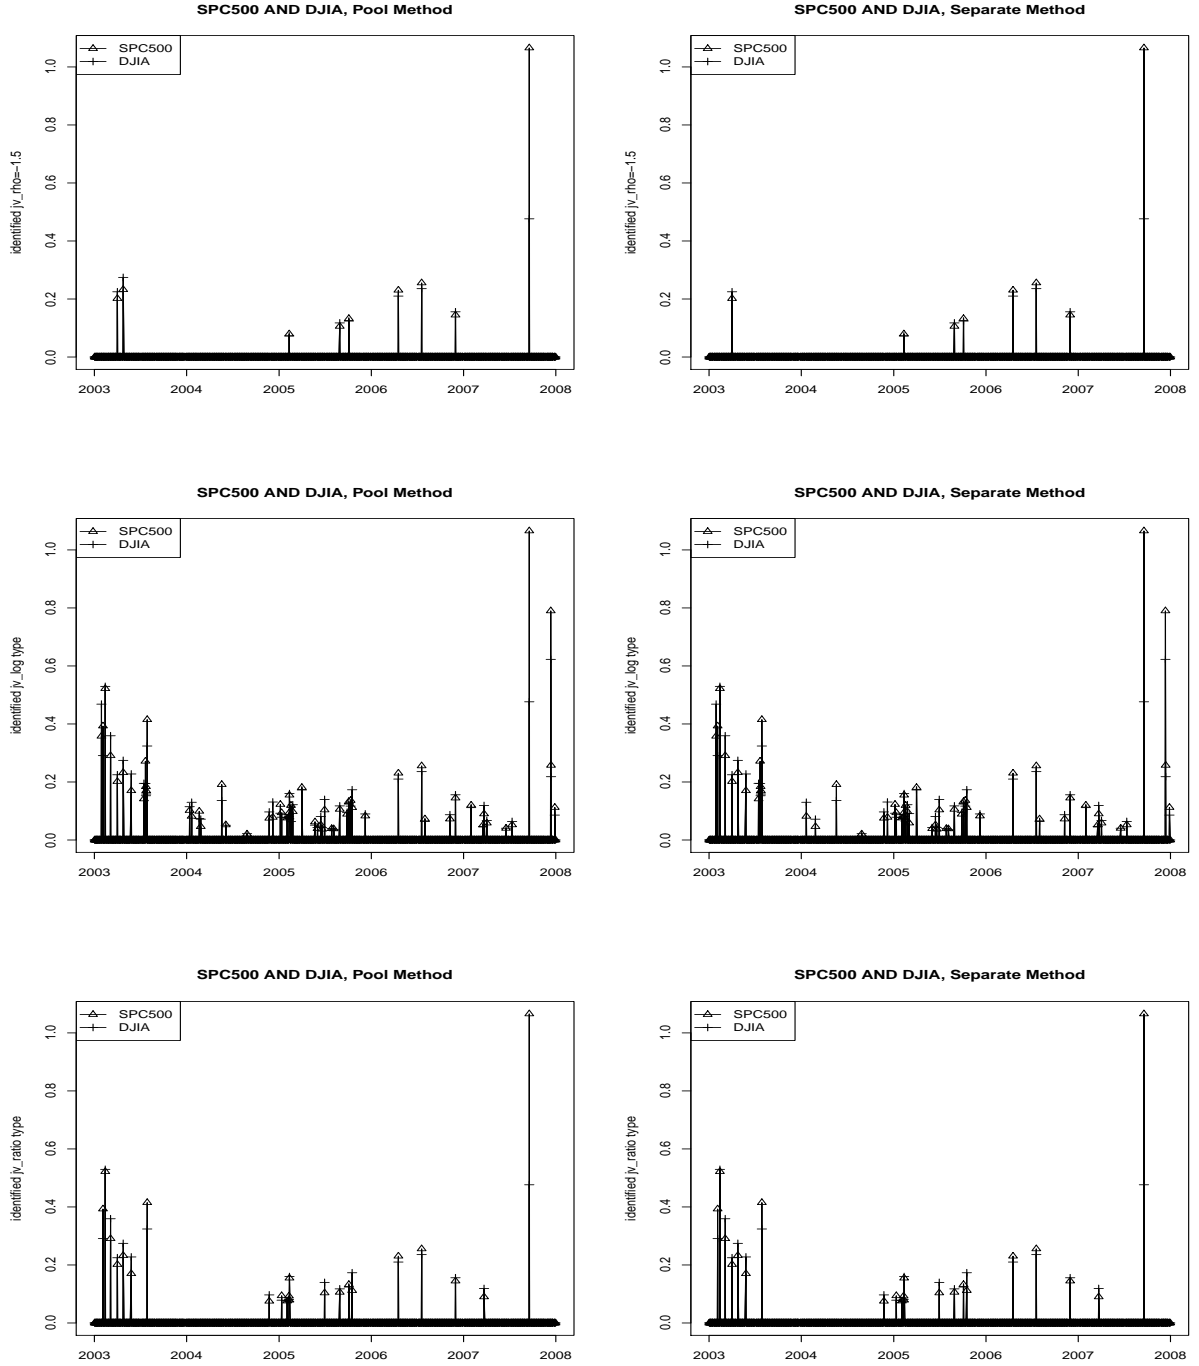 SPC500 AND DJIA, Pool Method
SPC500
DJIA
identified jv_rho=−1.5
0.0 0.2 0.4 0.6 0.8 1.0
2003 2004 2005 2006 2007 2008
SPC500 AND DJIA, Separate Method
SPC500
DJIA
identified jv_rho=−1.5
0.0 0.2 0.4 0.6 0.8 1.0
2003 2004 2005 2006 2007 2008
SPC500 AND DJIA, Pool Method
SPC500
DJIA
identified jv_log type
0.0 0.2 0.4 0.6 0.8 1.0
2003 2004 2005 2006 2007 2008
SPC500 AND DJIA, Separate Method
SPC500
DJIA
identified jv_log type
0.0 0.2 0.4 0.6 0.8 1.0
2003 2004 2005 2006 2007 2008
SPC500 AND DJIA, Pool Method
SPC500
DJIA
identified jv_ratio type
0.0 0.2 0.4 0.6 0.8 1.0
2003 2004 2005 2006 2007 2008
SPC500 AND DJIA, Separate Method
SPC500
DJIA
identified jv_ratio type
0.0 0.2 0.4 0.6 0.8 1.0
2003 2004 2005 2006 2007 2008